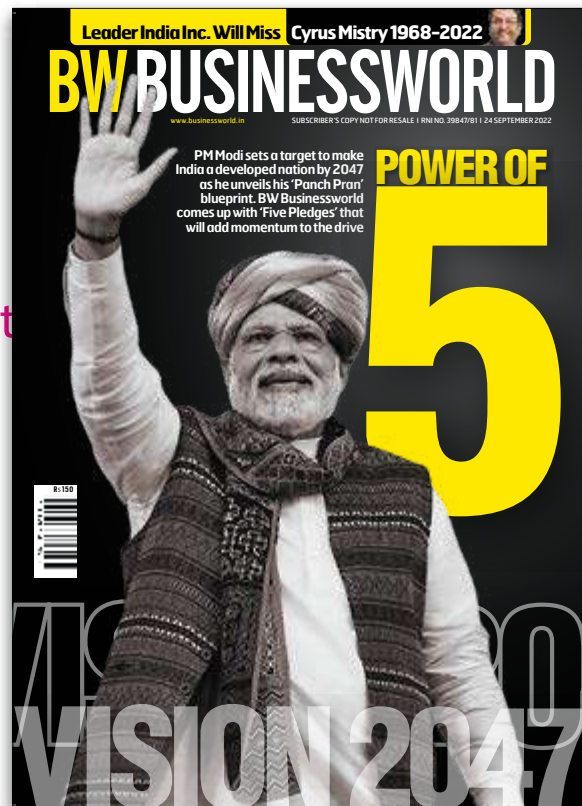 Leader India Inc. Will Miss Cyrus Mistry 1968-2022
BW BUSINESSWORLD
www.businessworld.in SUBSCRIBER'S COPY NOT FOR RESALE I RNI NO. 39847/81 I 24 SEPTEMBER 2022
PM Modi sets a target to make
India a developed nation by 2047
as he unveils his ‘Panch Pran’
blueprint. BW Businessworld
comes up with ‘Five Pledges’ that
will add momentum to the drive
POWER OF
5
t
Rs 150
VISION 2047